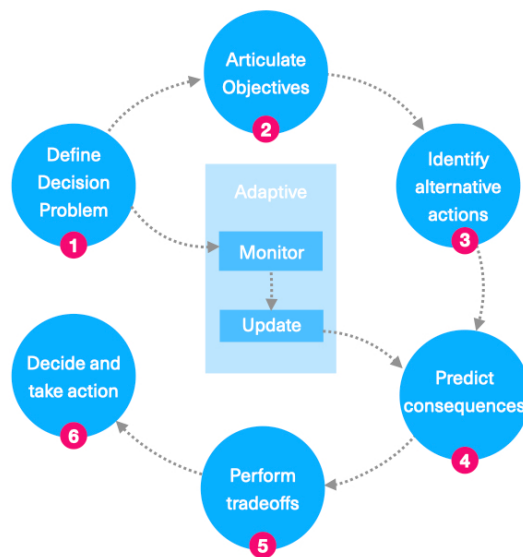 Define
Decision
Problem
1
Articulate
Objectives
2
Identify
alternative
actions
3
Predict
consequences
4
Perform
tradeoffs
5
Decide and
take action
6
Adaptive
Monitor
Update